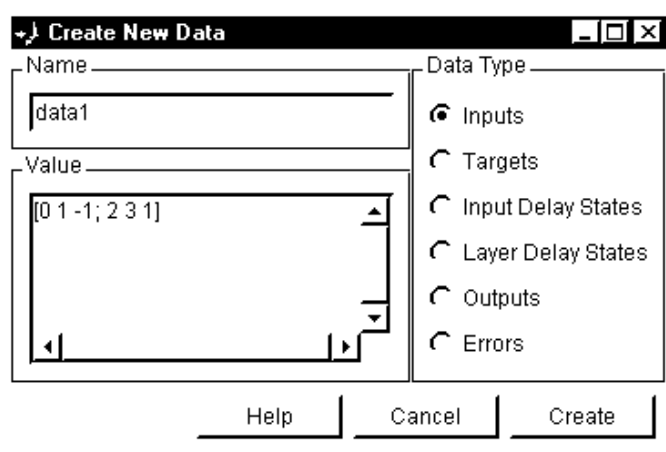 Create New Data
Name
data1
Value
[0 1 -1; 2 3 1]
Data Type
Inputs
Targets
Input Delay States
Layer Delay States
Outputs
Errors
Help
Cancel
Create